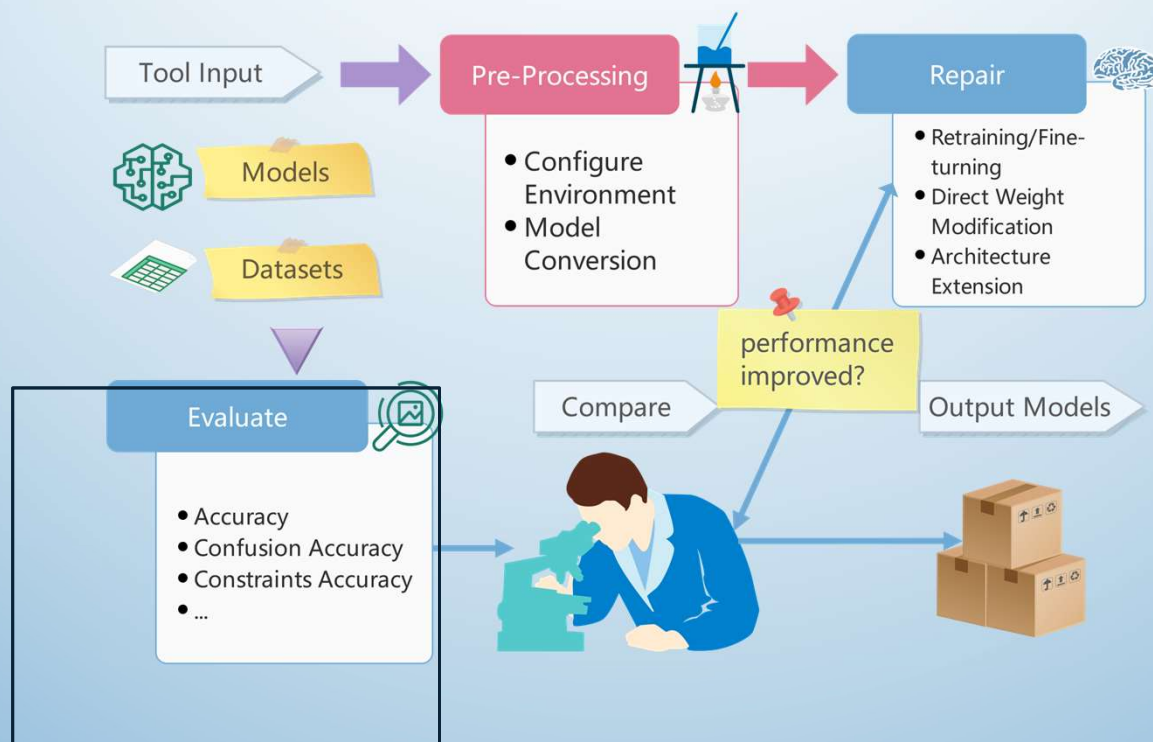 Tool Input
Pre-Processing
Repair
Models
Datasets
● Configure
Environment
● Model
Conversion
● Retraining/Fine-
turning
● Direct Weight
Modification
● Architecture
Extension
performance
improved?
Evaluate
Compare
Output Models
● Accuracy
● Confusion Accuracy
● Constraints Accuracy
● ...